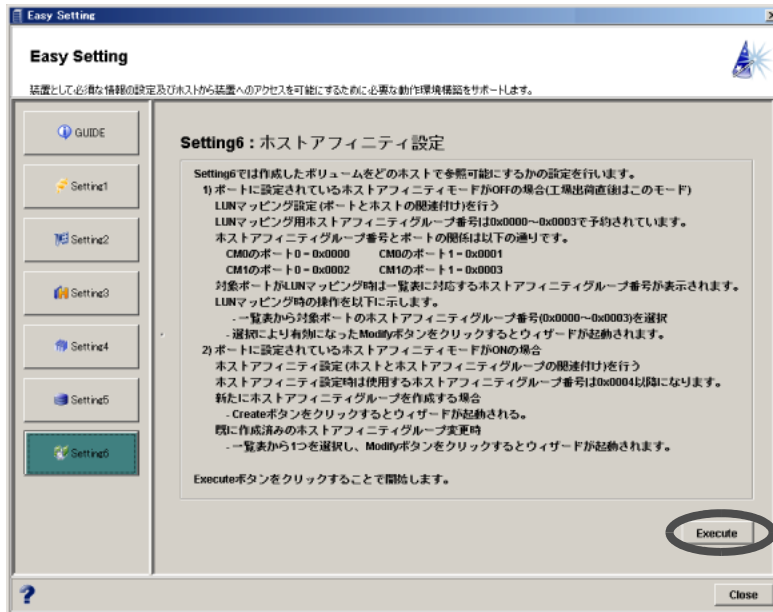 Easy Setting
Easy Setting
装置として必須な情報の設定及びホストから装置へのアクセスを可能にするために必要な動作環境構築をサポートします。
GUIDE
Setting1
Setting2
Setting3
Setting4
Setting5
Setting6
Setting6：ホストアフィニティ設定
Setting6では作成したボリュームをどのホストで参照可能にするかの設定を行います。
1) ポートに設定されているホストアフィニティモードがOFFの場合(工場出荷直後はこのモード)
LUNマッピング設定 (ポートとホストの関連付け)を行う
LUNマッピング用ホストアフィニティグループ番号は0x0000～0x0003で予約されています。
ホストアフィニティグループ番号とポートの関係は以下の通りです。
CM0のポート0 - 0x0000 CM0のポート1 - 0x0001
CM1のポート0 - 0x0002 CM1のポート1 - 0x0003
対象ポートがLUNマッピング時は一覧表に対応するホストアフィニティグループ番号が表示されます。
LUNマッピング時の操作を以下に示します。
- 一覧表から対象ポートのホストアフィニティグループ番号(0x0000～0x0003)を選択
- 選択により有効になったModifyボタンをクリックするとウィザードが起動されます。
2) ポートに設定されているホストアフィニティモードがONの場合
ホストアフィニティ設定 (ホストとホストアフィニティグループの関連付け)を行う
ホストアフィニティ設定時は使用するホストアフィニティグループ番号は0x0004以降になります。
新たにホストアフィニティグループを作成する場合
- Createボタンをクリックするとウィザードが起動される。
既に作成済みのホストアフィニティグループ変更時
- 一覧表から1つを選択し、Modifyボタンをクリックするとウィザードが起動されます。
Executeボタンをクリックすることで開始します。
Execute
?
Close